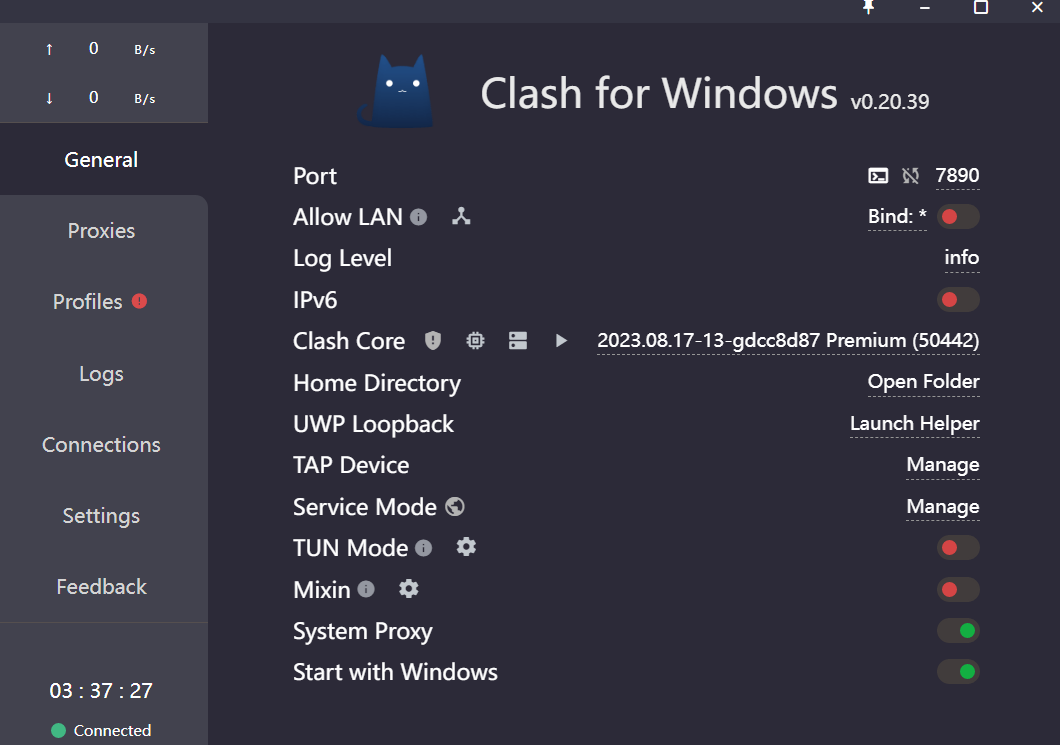 ↑ 0 B/s
↓ 0 B/s
General
Proxies
Profiles
Logs
Connections
Settings
Feedback
03 : 37 : 27
Connected
Clash for Windows v0.20.39
Port 7890
Allow LAN Bind: *
Log Level info
IPv6
Clash Core 2023.08.17-13-gdcc8d87 Premium (50442)
Home Directory Open Folder
UWP Loopback Launch Helper
TAP Device Manage
Service Mode Manage
TUN Mode
Mixin
System Proxy
Start with Windows